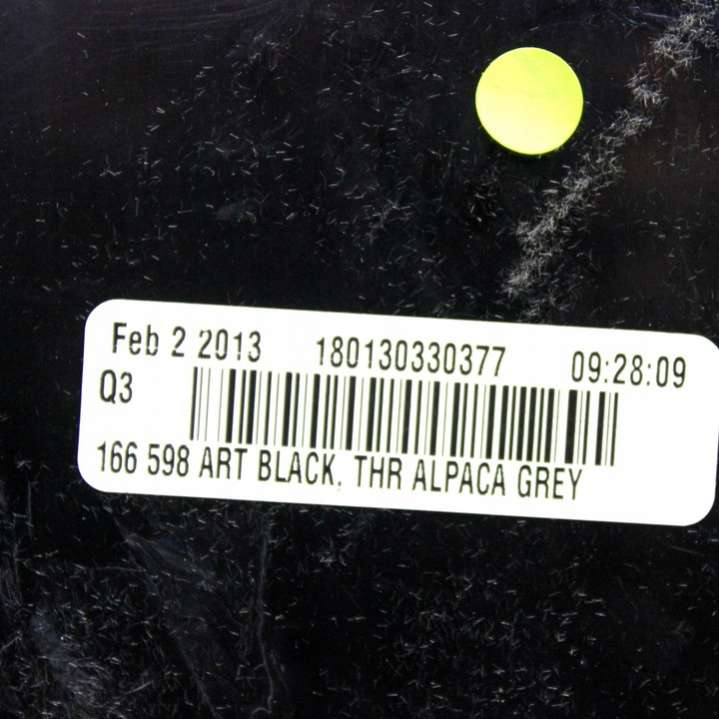 Feb 2 2013 180130330377 09:28:09
Q3
166 598 ART BLACK, THR ALPACA GREY